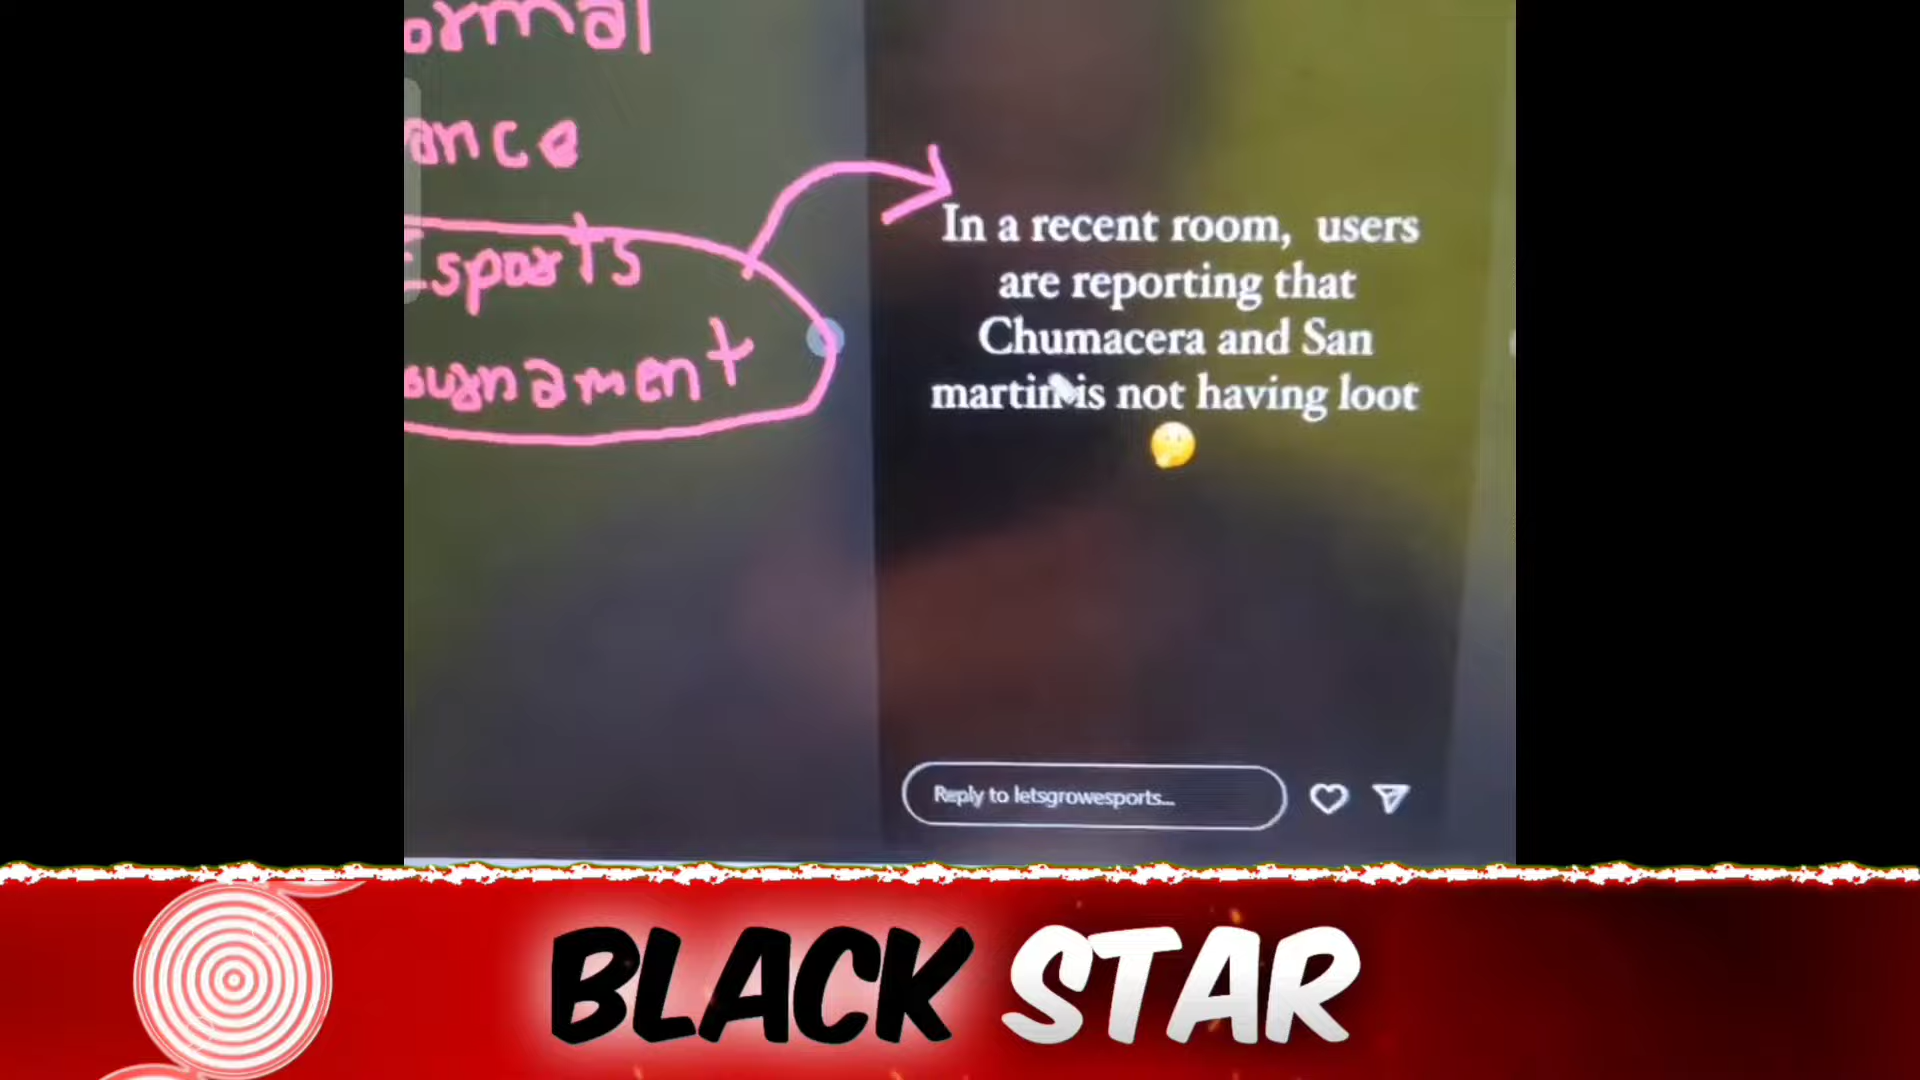 ormal
ance
Esports
ournament
In a recent room, users
are reporting that
Chumacera and San
martin is not having loot
🤔
Reply to letsgrowesports...
BLACK STAR